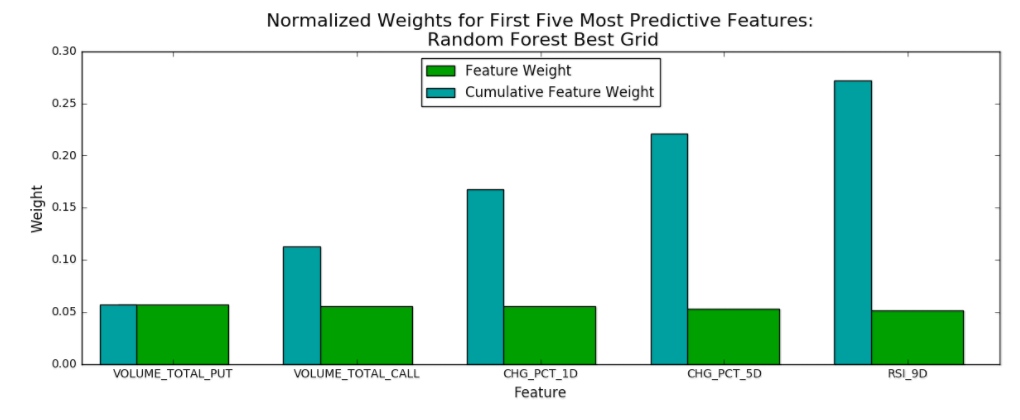 Normalized Weights for First Five Most Predictive Features:
Random Forest Best Grid
Feature Weight
Cumulative Feature Weight
0.30
0.25
0.20
0.15
0.10
0.05
0.00
Weight
VOLUME_TOTAL_PUT
VOLUME_TOTAL_CALL
CHG_PCT_1D
CHG_PCT_5D
RSI_9D
Feature